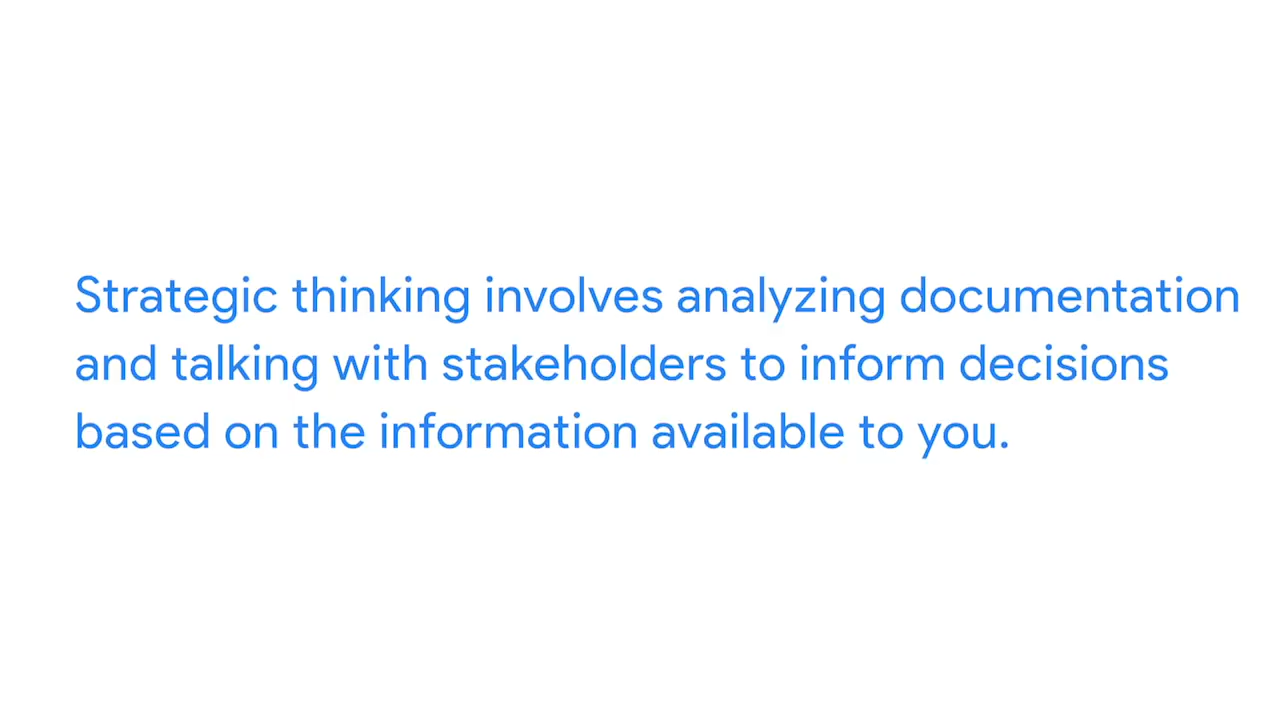 Strategic thinking involves analyzing documentation
and talking with stakeholders to inform decisions
based on the information available to you.